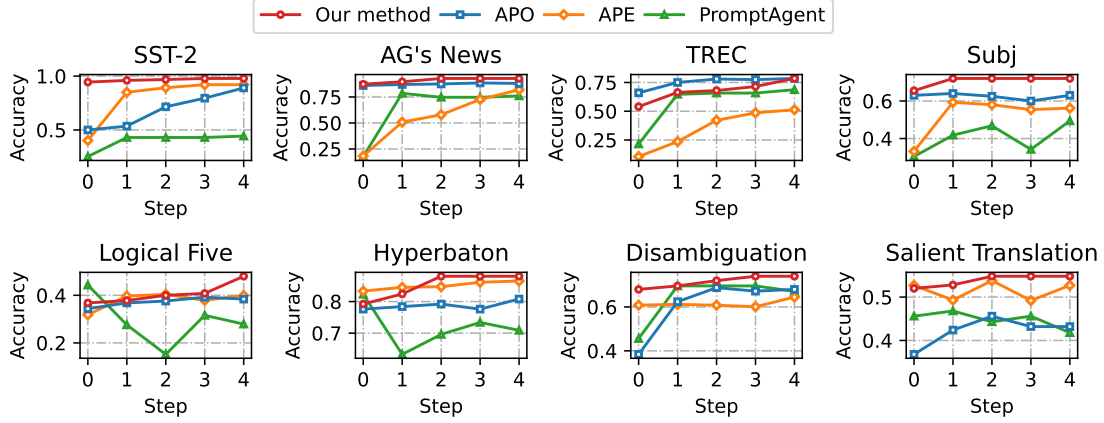 Our method APO APE PromptAgent
SST-2 AG's News TREC Subj
Accuracy 1.0 0.5
0 1 2 3 4
Step
Accuracy 0.75 0.50 0.25
0 1 2 3 4
Step
Accuracy 0.75 0.50 0.25
0 1 2 3 4
Step
Accuracy 0.6 0.4
0 1 2 3 4
Step
Logical Five Hyperbaton Disambiguation Salient Translation
Accuracy 0.4 0.2
0 1 2 3 4
Step
Accuracy 0.8 0.7
0 1 2 3 4
Step
Accuracy 0.6 0.4
0 1 2 3 4
Step
Accuracy 0.5 0.4
0 1 2 3 4
Step